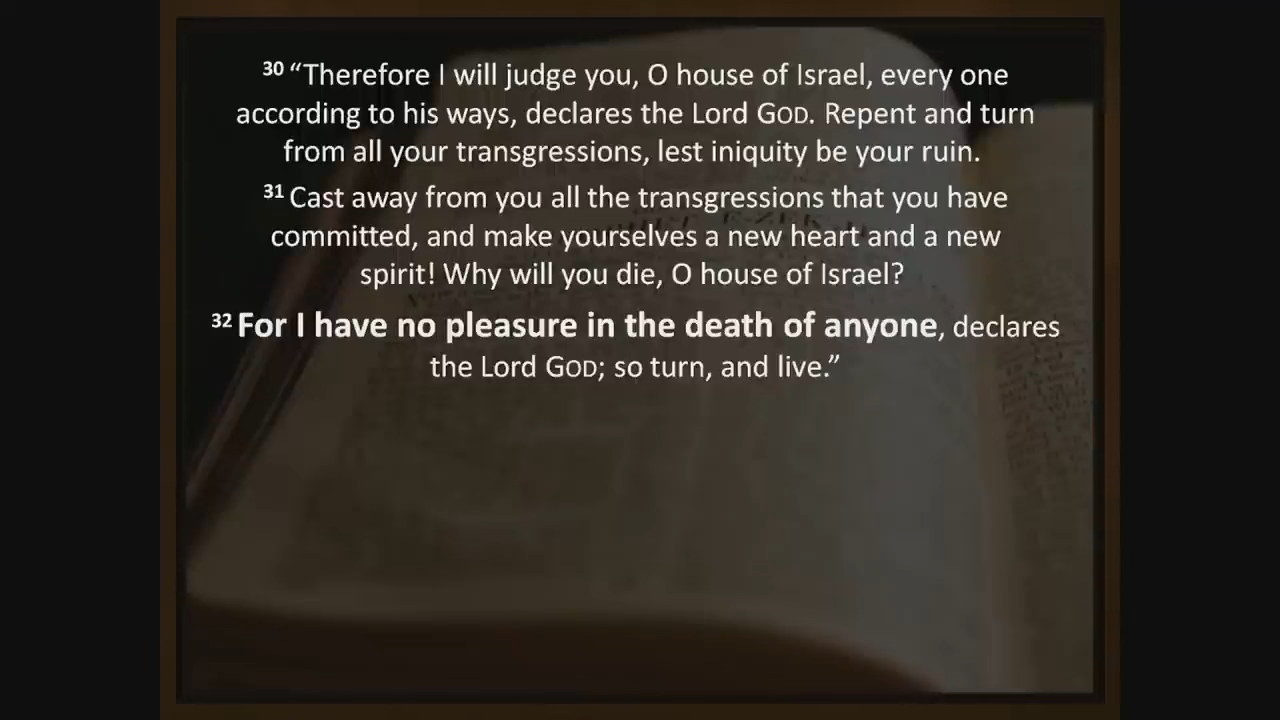 30 “Therefore I will judge you, O house of Israel, every one
according to his ways, declares the Lord GOD. Repent and turn
from all your transgressions, lest iniquity be your ruin.
31 Cast away from you all the transgressions that you have
committed, and make yourselves a new heart and a new
spirit! Why will you die, O house of Israel?
32 For I have no pleasure in the death of anyone, declares
the Lord GOD; so turn, and live.”